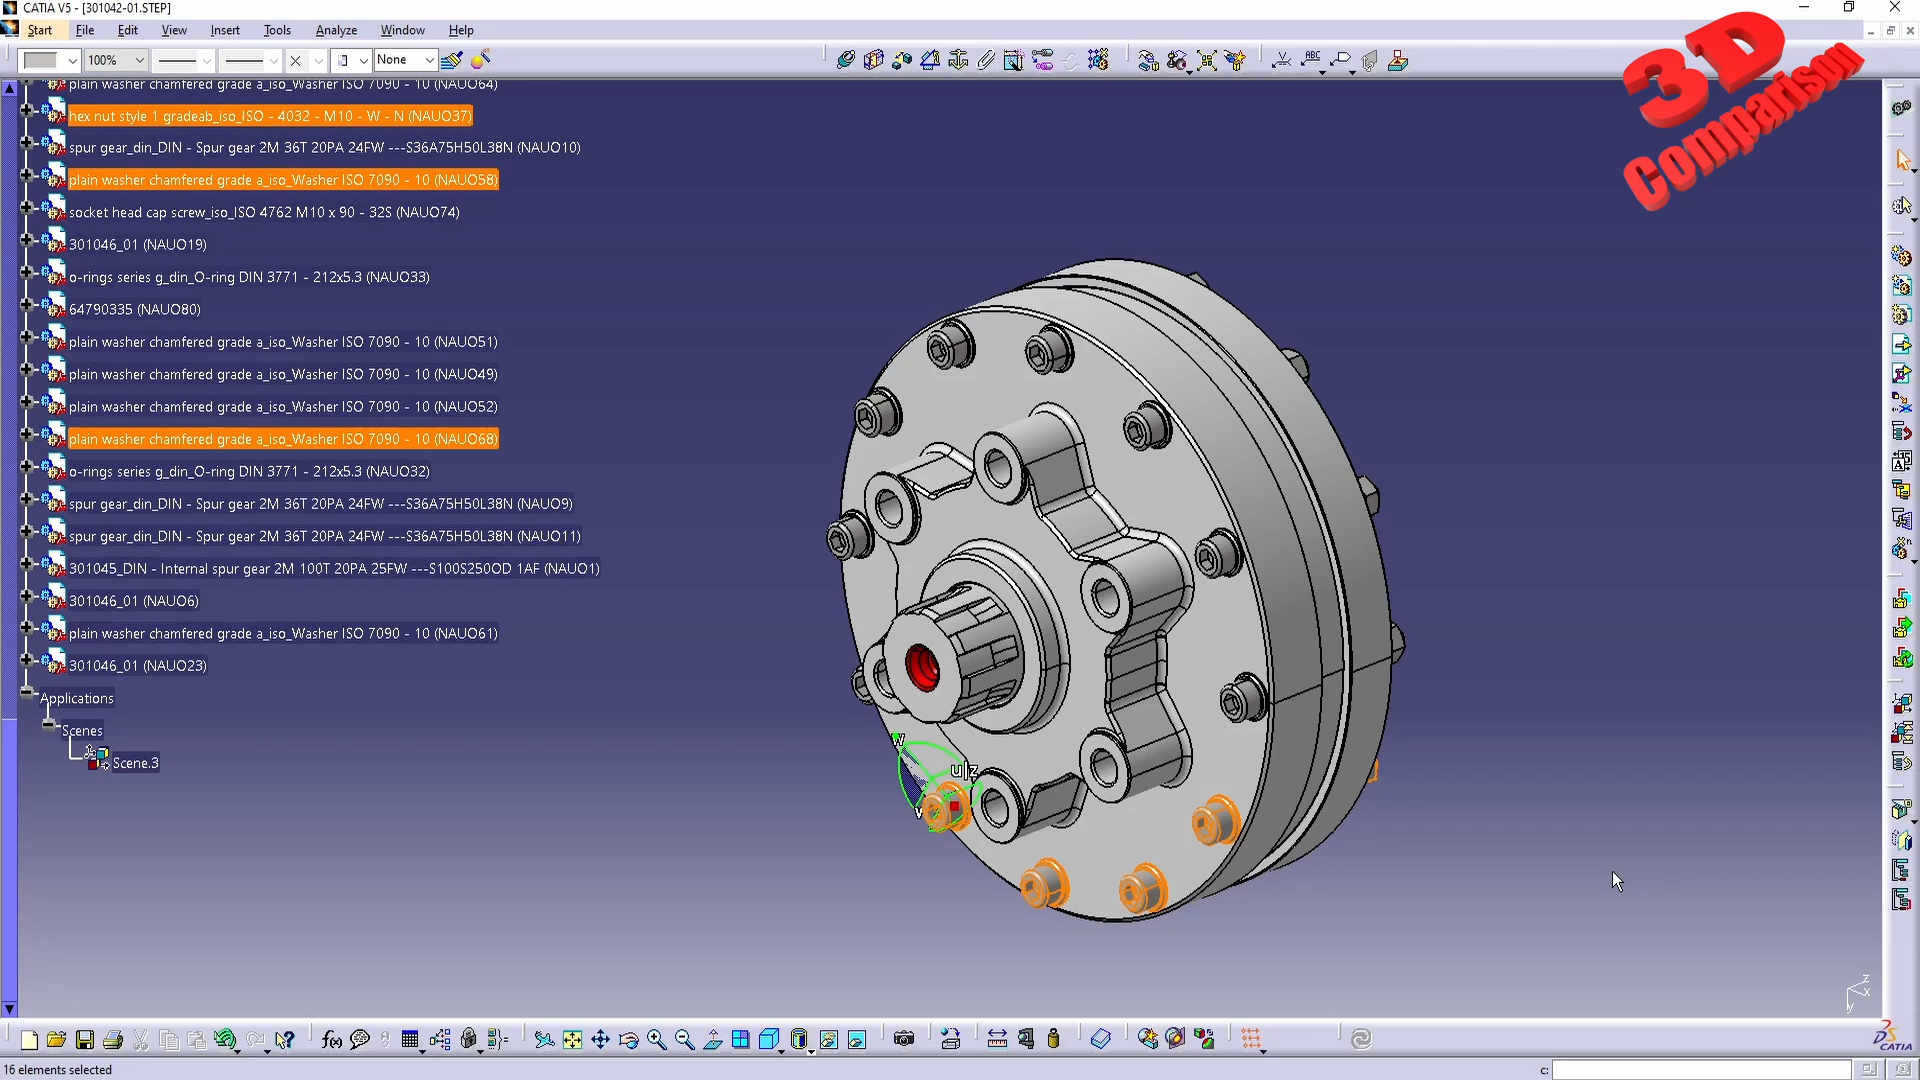 CATIA V5 - [301042-01.STEP]
Start File Edit View Insert Tools Analyze Window Help
100% None
ABC
3D
Comparison
plain washer chamfered grade a_iso_Washer ISO 7090 - 10 (NAUO64)
hex nut style 1 gradeab_iso_ISO - 4032 - M10 - W - N (NAUO37)
spur gear_din_DIN - Spur gear 2M 36T 20PA 24FW ---S36A75H50L38N (NAUO10)
plain washer chamfered grade a_iso_Washer ISO 7090 - 10 (NAUO58)
socket head cap screw_iso_ISO 4762 M10 x 90 - 32S (NAUO74)
301046_01 (NAUO19)
o-rings series g_din_O-ring DIN 3771 - 212x5.3 (NAUO33)
64790335 (NAUO80)
plain washer chamfered grade a_iso_Washer ISO 7090 - 10 (NAUO51)
plain washer chamfered grade a_iso_Washer ISO 7090 - 10 (NAUO49)
plain washer chamfered grade a_iso_Washer ISO 7090 - 10 (NAUO52)
plain washer chamfered grade a_iso_Washer ISO 7090 - 10 (NAUO68)
o-rings series g_din_O-ring DIN 3771 - 212x5.3 (NAUO32)
spur gear_din_DIN - Spur gear 2M 36T 20PA 24FW ---S36A75H50L38N (NAUO9)
spur gear_din_DIN - Spur gear 2M 36T 20PA 24FW ---S36A75H50L38N (NAUO11)
301045_DIN - Internal spur gear 2M 100T 20PA 25FW ---S100S250OD 1AF (NAUO1)
301046_01 (NAUO6)
plain washer chamfered grade a_iso_Washer ISO 7090 - 10 (NAUO61)
301046_01 (NAUO23)
Applications
Scenes
Scene.3
w
u|z
v
z
x
y
f(x)
CATIA
16 elements selected
c: